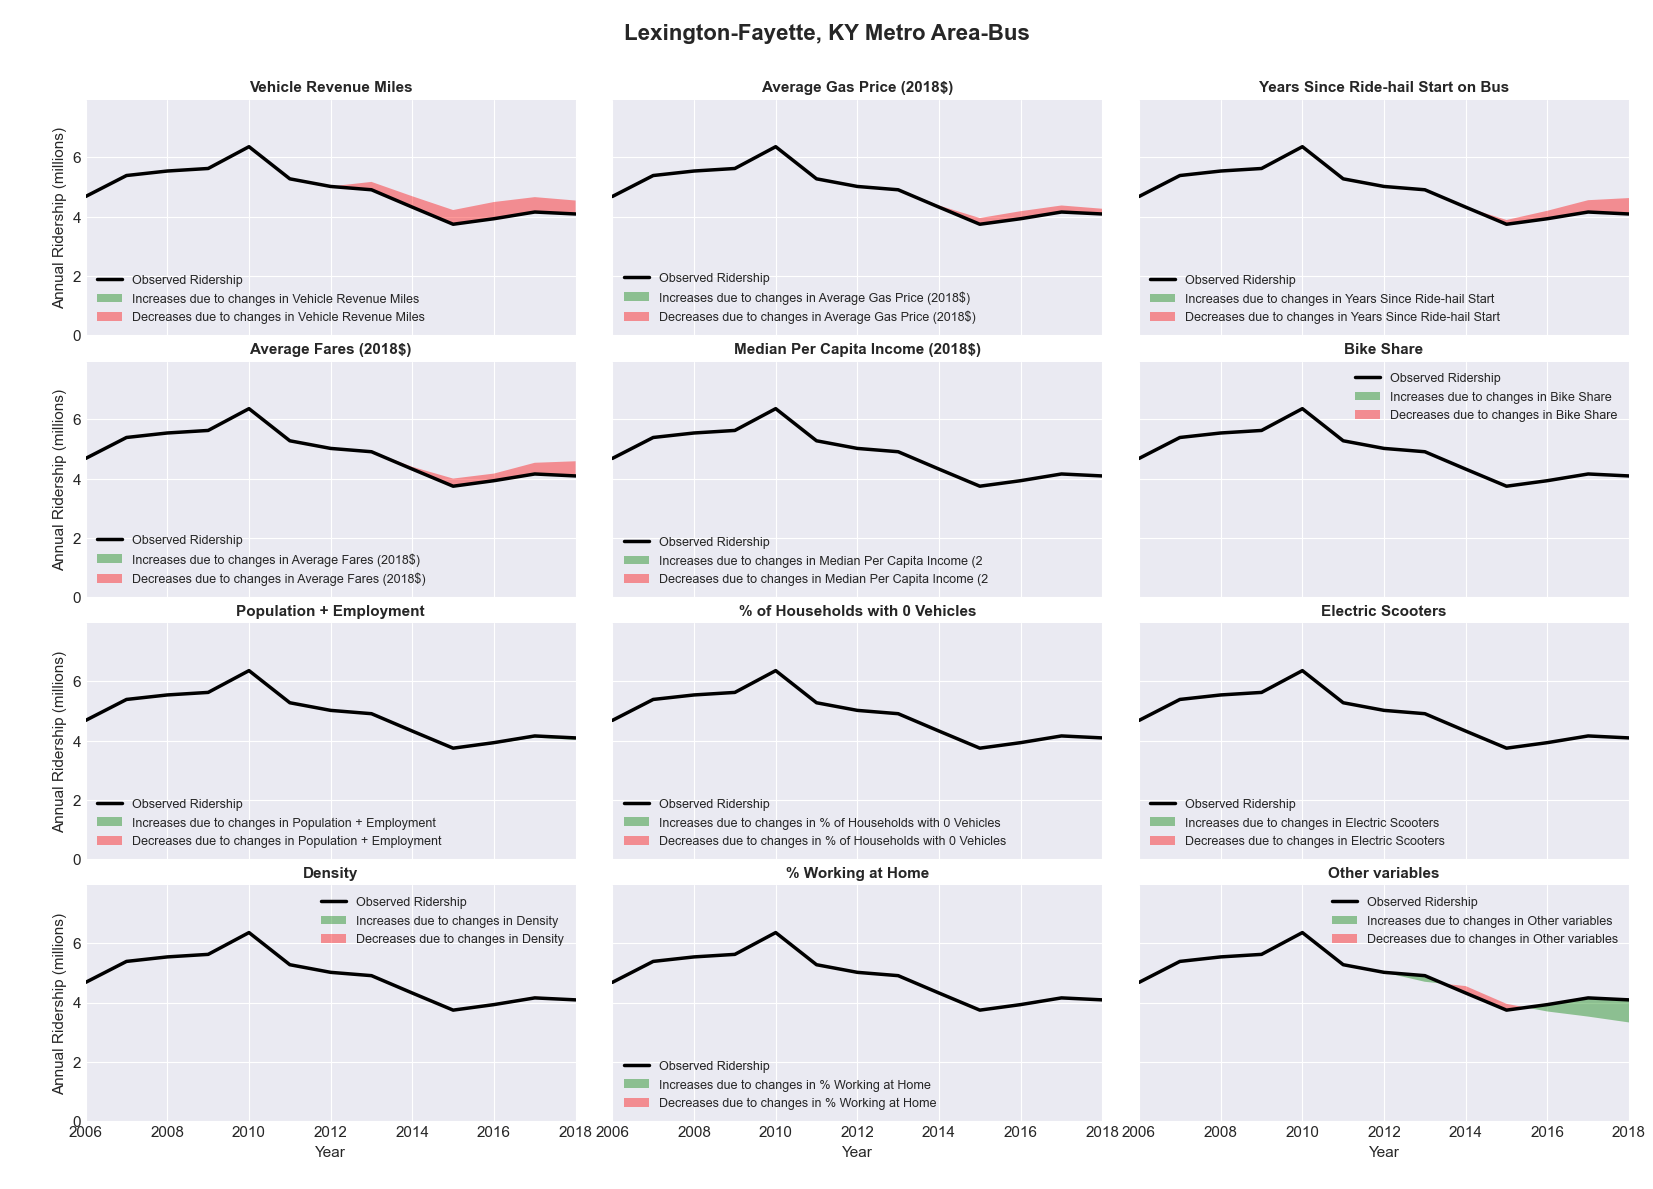 Lexington-Fayette, KY Metro Area-Bus
Vehicle Revenue Miles
Annual Ridership (millions)
6
4
2
0
Observed Ridership
Increases due to changes in Vehicle Revenue Miles
Decreases due to changes in Vehicle Revenue Miles
Average Gas Price (2018$)
Observed Ridership
Increases due to changes in Average Gas Price (2018$)
Decreases due to changes in Average Gas Price (2018$)
Years Since Ride-hail Start on Bus
Observed Ridership
Increases due to changes in Years Since Ride-hail Start
Decreases due to changes in Years Since Ride-hail Start
Average Fares (2018$)
Annual Ridership (millions)
6
4
2
0
Observed Ridership
Increases due to changes in Average Fares (2018$)
Decreases due to changes in Average Fares (2018$)
Median Per Capita Income (2018$)
Observed Ridership
Increases due to changes in Median Per Capita Income (2
Decreases due to changes in Median Per Capita Income (2
Bike Share
Observed Ridership
Increases due to changes in Bike Share
Decreases due to changes in Bike Share
Population + Employment
Annual Ridership (millions)
6
4
2
0
Observed Ridership
Increases due to changes in Population + Employment
Decreases due to changes in Population + Employment
% of Households with 0 Vehicles
Observed Ridership
Increases due to changes in % of Households with 0 Vehicles
Decreases due to changes in % of Households with 0 Vehicles
Electric Scooters
Observed Ridership
Increases due to changes in Electric Scooters
Decreases due to changes in Electric Scooters
Density
Annual Ridership (millions)
6
4
2
0
Observed Ridership
Increases due to changes in Density
Decreases due to changes in Density
2006 2008 2010 2012 2014 2016 2018
Year
% Working at Home
Observed Ridership
Increases due to changes in % Working at Home
Decreases due to changes in % Working at Home
2006 2008 2010 2012 2014 2016 2018
Year
Other variables
Observed Ridership
Increases due to changes in Other variables
Decreases due to changes in Other variables
2006 2008 2010 2012 2014 2016 2018
Year